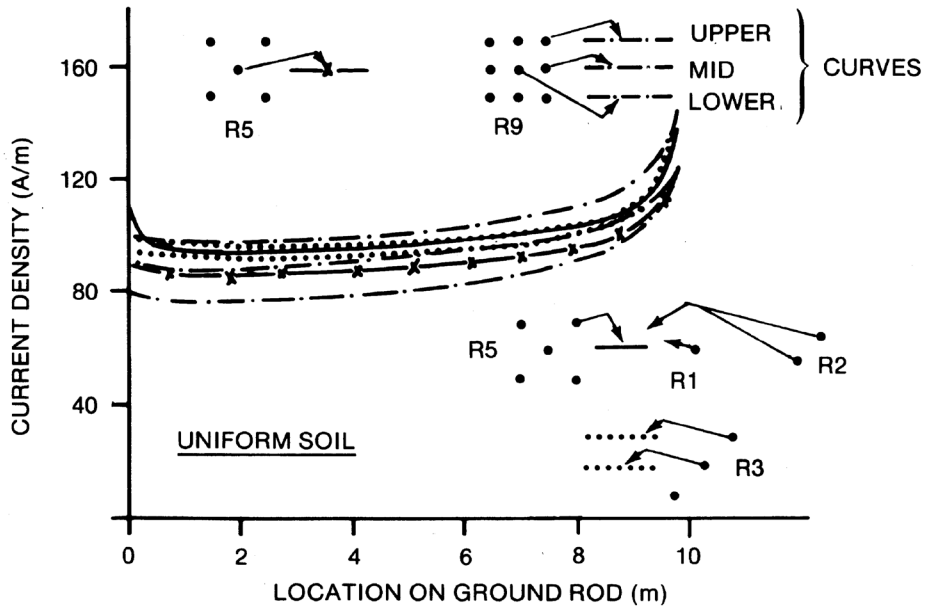 UPPER
160
MID
CURVES
LOWER
R5
R9
120
80
R5
R1
R2
40
UNIFORM SOIL
R3
0
2
4
6
8
10
LOCATION ON GROUND ROD (m)
CURRENT DENSITY (A/m)